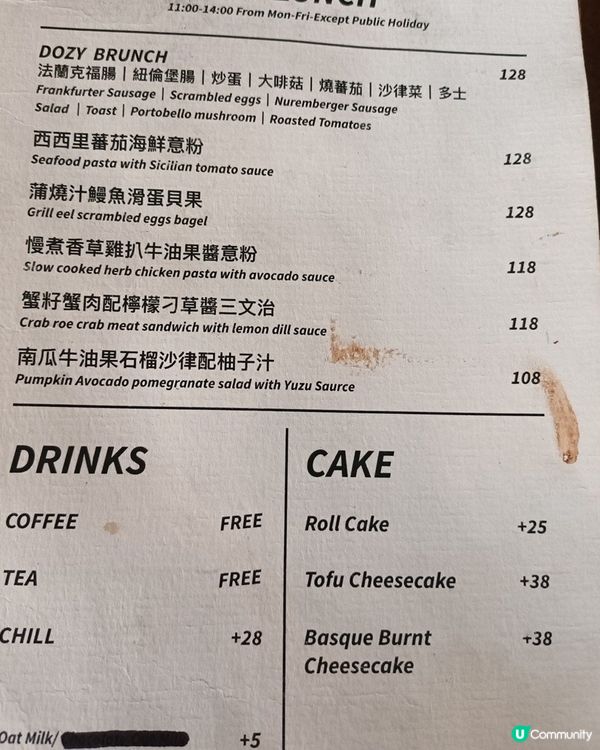 11:00-14:00 From Mon-Fri-Except Public Holiday
DOZY BRUNCH
法蘭克福腸｜紐倫堡腸｜炒蛋｜大啡菇｜燒蕃茄｜沙律菜｜多士 128
Frankfurter Sausage | Scrambled eggs | Nuremberger Sausage
Salad | Toast | Portobello mushroom | Roasted Tomatoes
西西里蕃茄海鮮意粉
Seafood pasta with Sicilian tomato sauce 128
蒲燒汁鰻魚滑蛋貝果
Grill eel scrambled eggs bagel 128
慢煮香草雞扒牛油果醬意粉
Slow cooked herb chicken pasta with avocado sauce 118
蟹籽蟹肉配檸檬刁草醬三文治
Crab roe crab meat sandwich with lemon dill sauce 118
南瓜牛油果石榴沙律配柚子汁
Pumpkin Avocado pomegranate salad with Yuzu Saurce 108
DRINKS
COFFEE FREE
TEA FREE
CHILL +28
Oat Milk/ +5
CAKE
Roll Cake +25
Tofu Cheesecake +38
Basque Burnt +38
Cheesecake
U Community